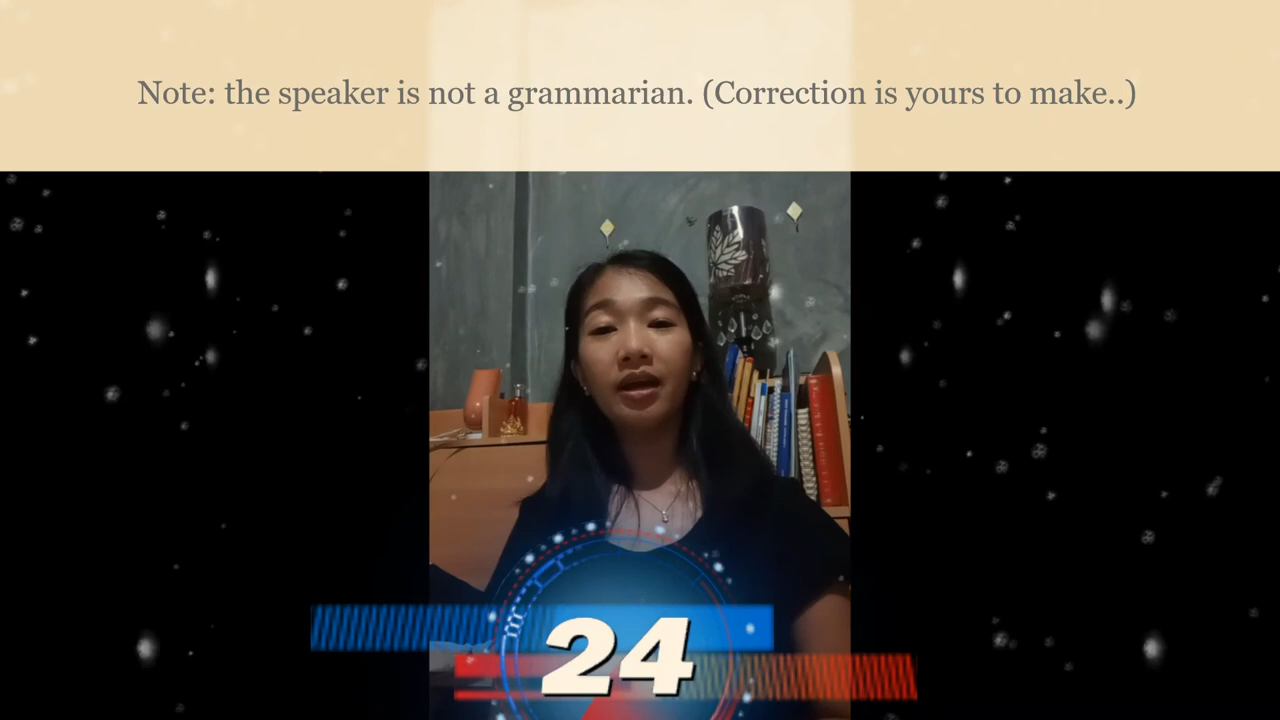 Note: the speaker is not a grammarian. (Correction is yours to make..)
24